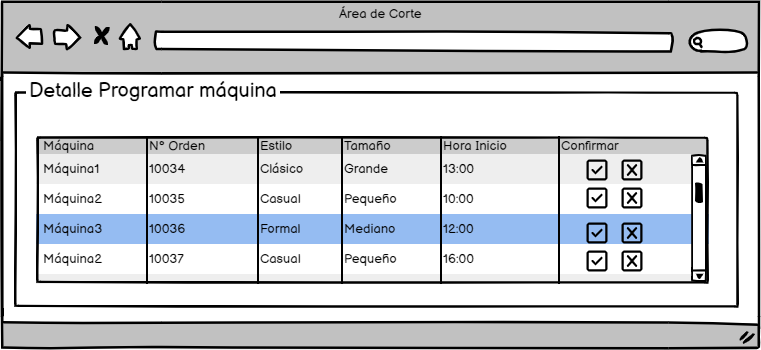 Área de Corte
Detalle Programar máquina
Máquina N° Orden Estilo Tamaño Hora Inicio Confirmar
Máquina1 10034 Clásico Grande 13:00
Máquina2 10035 Casual Pequeño 10:00
Máquina3 10036 Formal Mediano 12:00
Máquina2 10037 Casual Pequeño 16:00